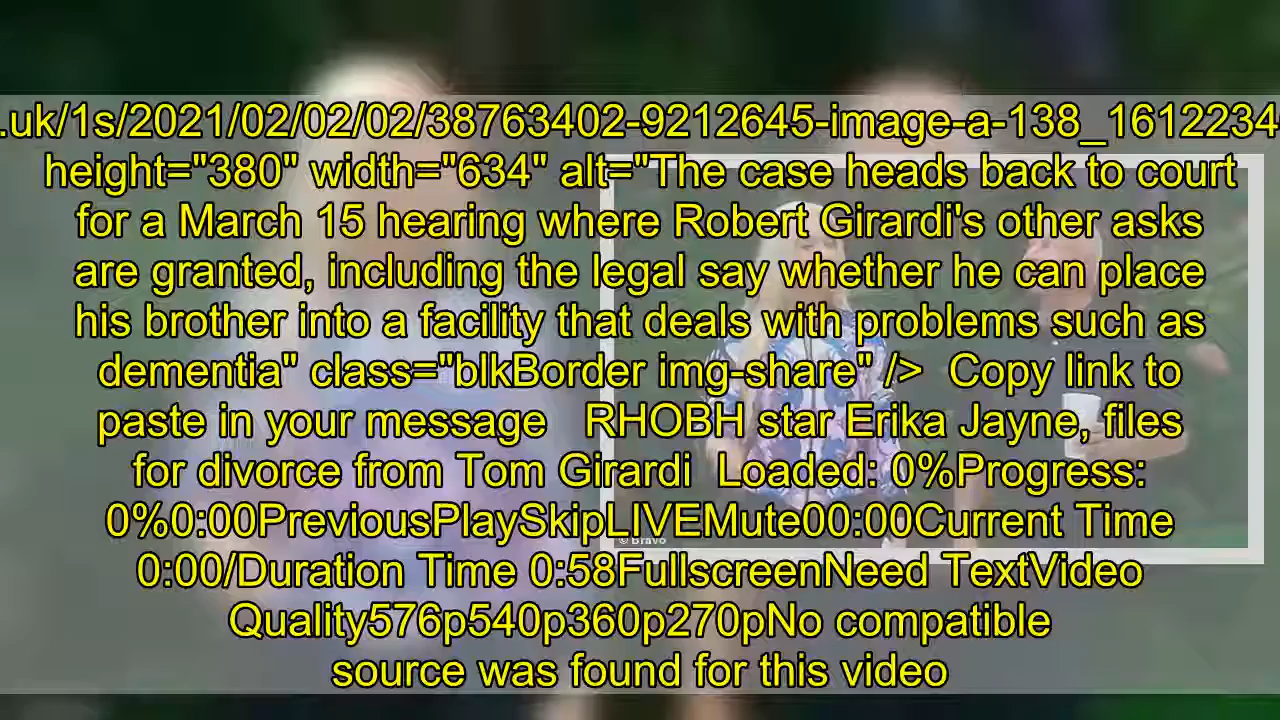 .uk/1s/2021/02/02/02/38763402-9212645-image-a-138_1612234
height="380" width="634" alt="The case heads back to court
for a March 15 hearing where Robert Girardi's other asks
are granted, including the legal say whether he can place
his brother into a facility that deals with problems such as
dementia" class="blkBorder img-share" />  Copy link to
paste in your message   RHOBH star Erika Jayne, files
for divorce from Tom Girardi  Loaded: 0%Progress:
0%0:00PreviousPlaySkipLIVEMute00:00Current Time
© Bravo
0:00/Duration Time 0:58FullscreenNeed TextVideo
Quality576p540p360p270pNo compatible
source was found for this video